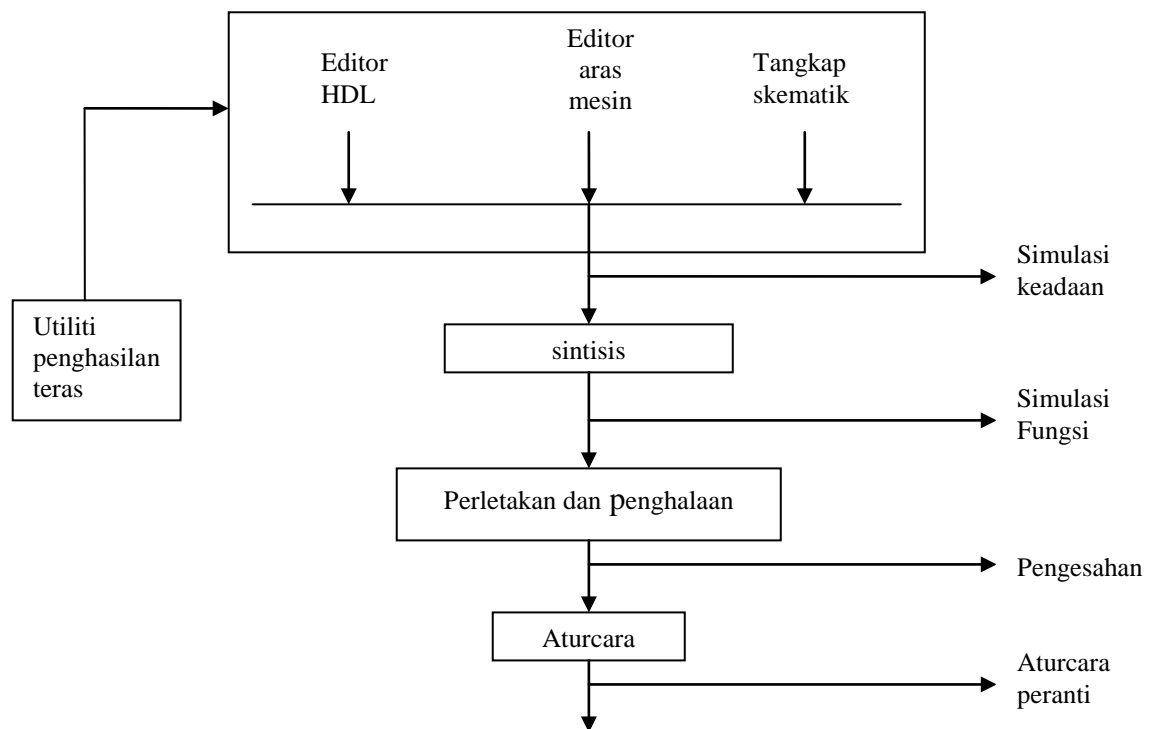 Editor
HDL
Editor
aras
mesin
Tangkap
skematik
Simulasi
keadaan
Utiliti
penghasilan
teras
sintisis
Simulasi
Fungsi
Perletakan dan penghalaan
Pengesahan
Aturcara
Aturcara
peranti